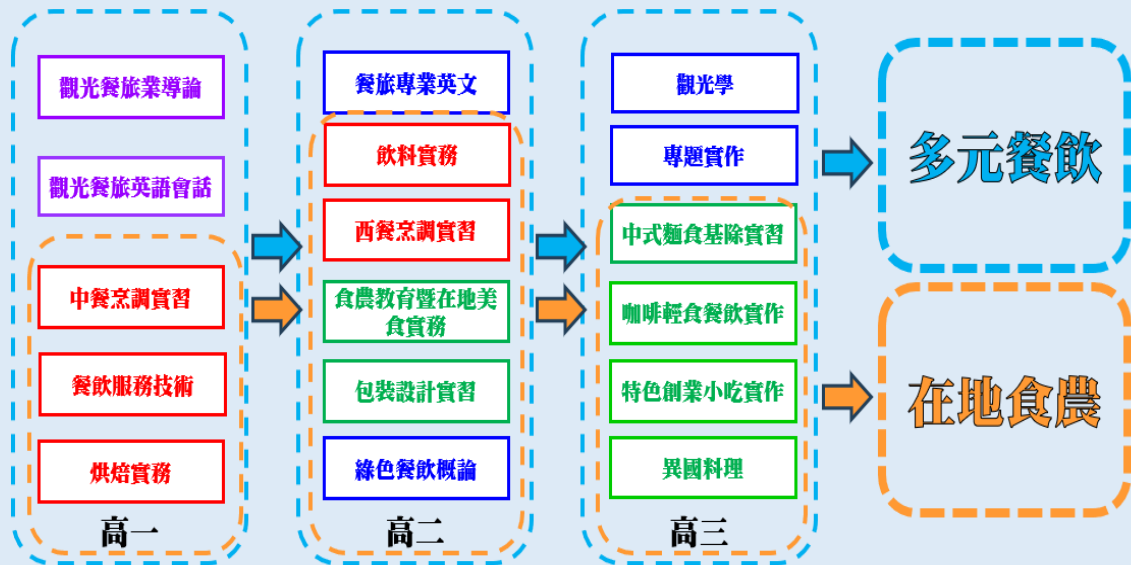 觀光餐旅業導論
觀光餐旅英語會話
中餐烹調實習
餐飲服務技術
烘焙實務
高一
餐旅專業英文
飲料實務
西餐烹調實習
食農教育暨在地美
食實務
包裝設計實習
綠色餐飲概論
高二
觀光學
專題實作
中式麵食基除實習
咖啡輕食餐飲實作
特色創業小吃實作
異國料理
高三
多元餐飲
在地食農